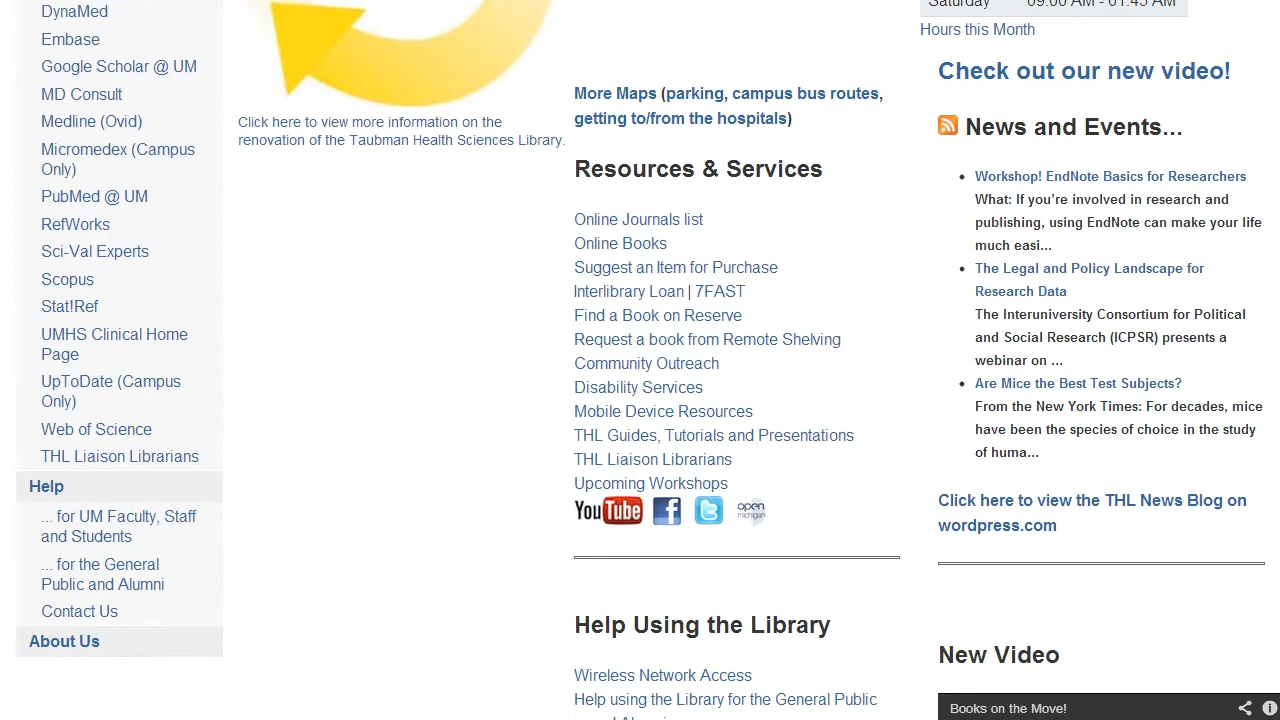 DynaMed
Embase
Google Scholar @ UM
MD Consult
Medline (Ovid)
Micromedex (Campus
Only)
PubMed @ UM
RefWorks
Sci-Val Experts
Scopus
Stat!Ref
UMHS Clinical Home
Page
UpToDate (Campus
Only)
Web of Science
THL Liaison Librarians
Help
... for UM Faculty, Staff
and Students
... for the General
Public and Alumni
Contact Us
About Us
Click here to view more information on the
renovation of the Taubman Health Sciences Library.
More Maps (parking, campus bus routes,
getting to/from the hospitals)
Resources & Services
Online Journals list
Online Books
Suggest an Item for Purchase
Interlibrary Loan | 7FAST
Find a Book on Reserve
Request a book from Remote Shelving
Community Outreach
Disability Services
Mobile Device Resources
THL Guides, Tutorials and Presentations
THL Liaison Librarians
Upcoming Workshops
YouTube f t open michigan
Help Using the Library
Wireless Network Access
Help using the Library for the General Public
and Alumni
Saturday 09:00 AM - 01:45 AM
Hours this Month
Check out our new video!
News and Events...
Workshop! EndNote Basics for Researchers
What: If you’re involved in research and
publishing, using EndNote can make your life
much easi...
The Legal and Policy Landscape for
Research Data
The Interuniversity Consortium for Political
and Social Research (ICPSR) presents a
webinar on ...
Are Mice the Best Test Subjects?
From the New York Times: For decades, mice
have been the species of choice in the study
of huma...
Click here to view the THL News Blog on
wordpress.com
New Video
Books on the Move!